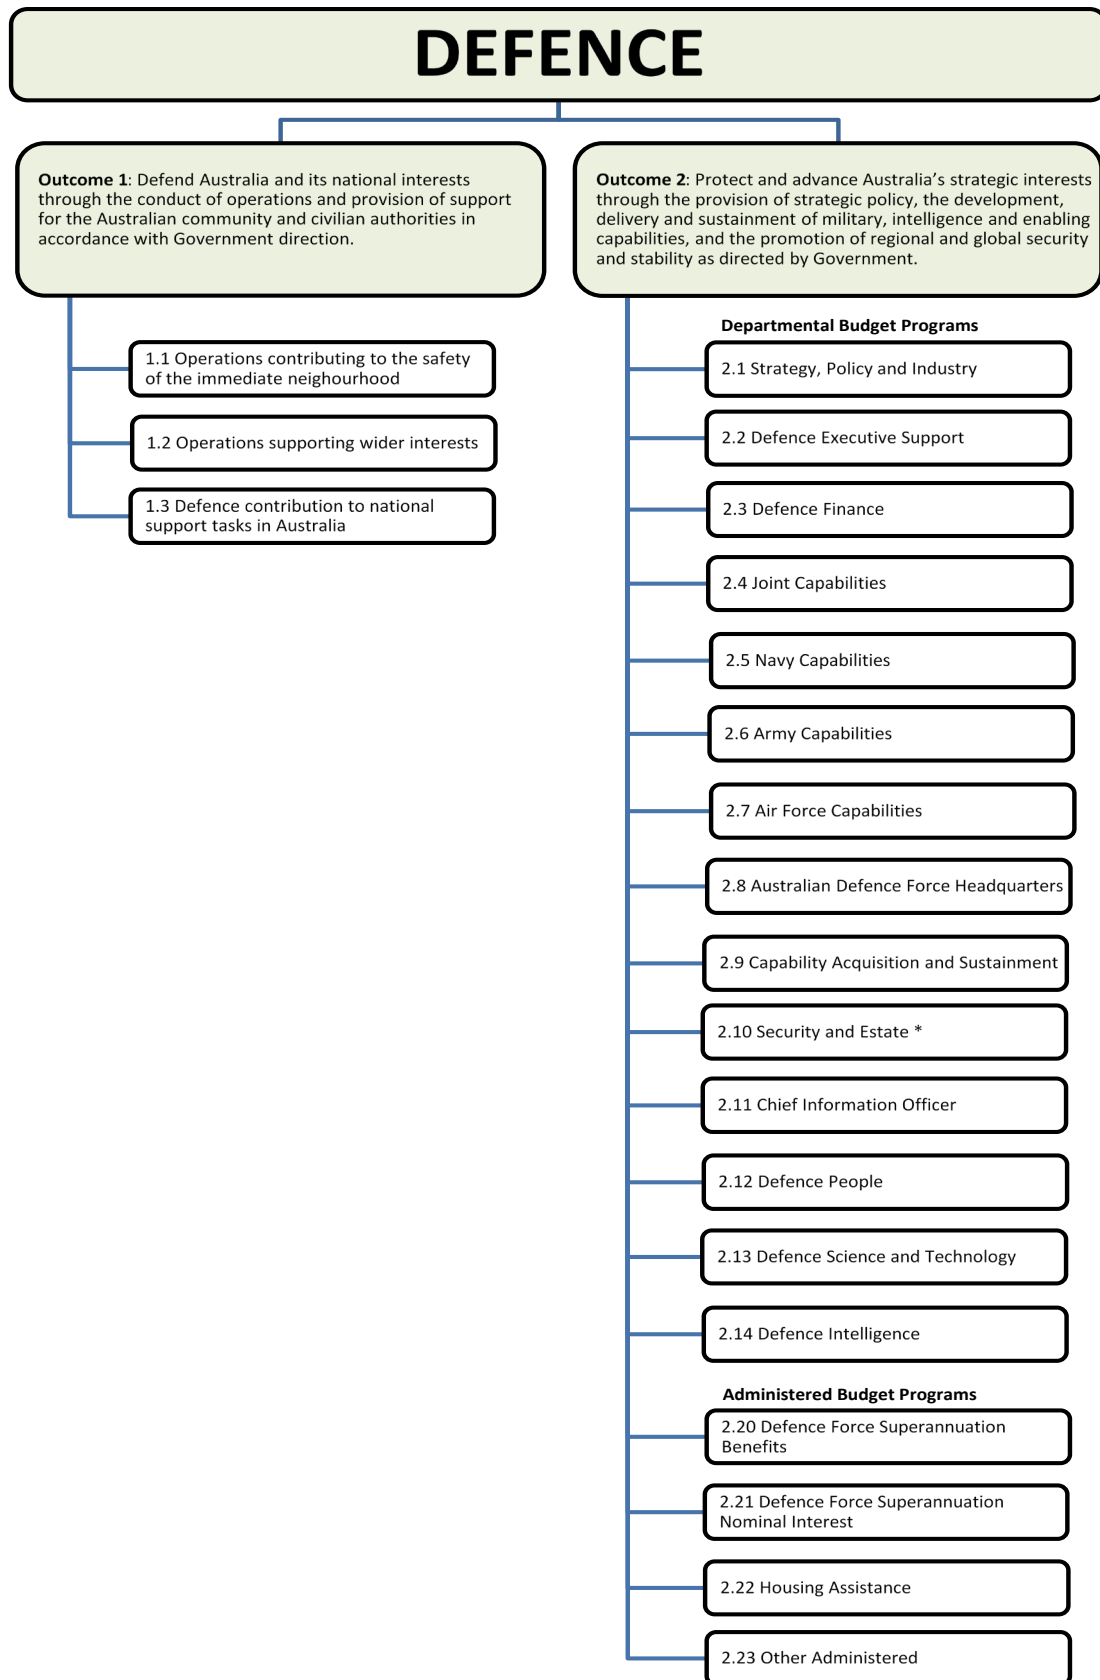 DEFENCE
Outcome 1: Defend Australia and its national interests
through the conduct of operations and provision of support
for the Australian community and civilian authorities in
accordance with Government direction.
1.1 Operations contributing to the safety
of the immediate neighourhood
1.2 Operations supporting wider interests
1.3 Defence contribution to national
support tasks in Australia
Outcome 2: Protect and advance Australia’s strategic interests
through the provision of strategic policy, the development,
delivery and sustainment of military, intelligence and enabling
capabilities, and the promotion of regional and global security
and stability as directed by Government.
Departmental Budget Programs
2.1 Strategy, Policy and Industry
2.2 Defence Executive Support
2.3 Defence Finance
2.4 Joint Capabilities
2.5 Navy Capabilities
2.6 Army Capabilities
2.7 Air Force Capabilities
2.8 Australian Defence Force Headquarters
2.9 Capability Acquisition and Sustainment
2.10 Security and Estate *
2.11 Chief Information Officer
2.12 Defence People
2.13 Defence Science and Technology
2.14 Defence Intelligence
Administered Budget Programs
2.20 Defence Force Superannuation
Benefits
2.21 Defence Force Superannuation
Nominal Interest
2.22 Housing Assistance
2.23 Other Administered